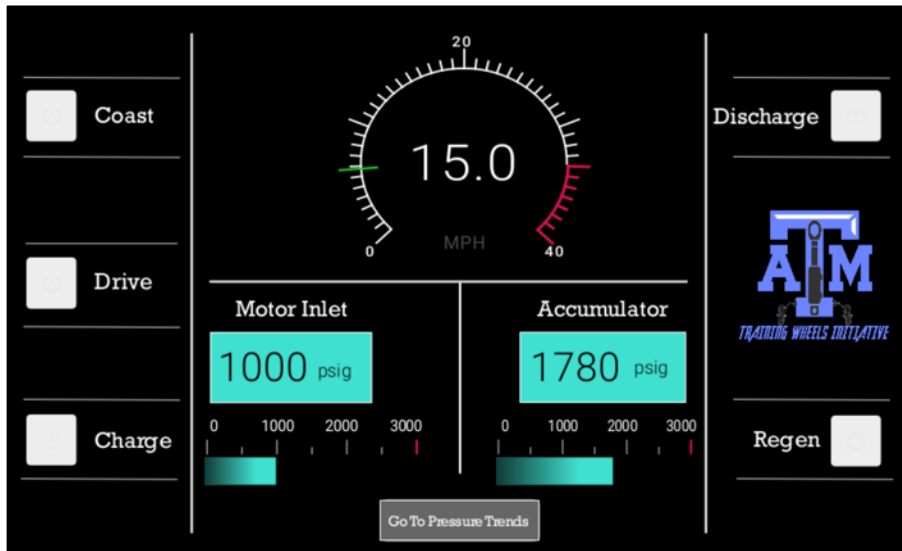 20
Coast
Discharge
15.0
MPH
0
40
Drive
ATM
TRAINING WHEELS INITIATIVE
Motor Inlet
Accumulator
1000 psig
1780 psig
0 1000 2000 3000
0 1000 2000 3000
Charge
Regen
Go To Pressure Trends